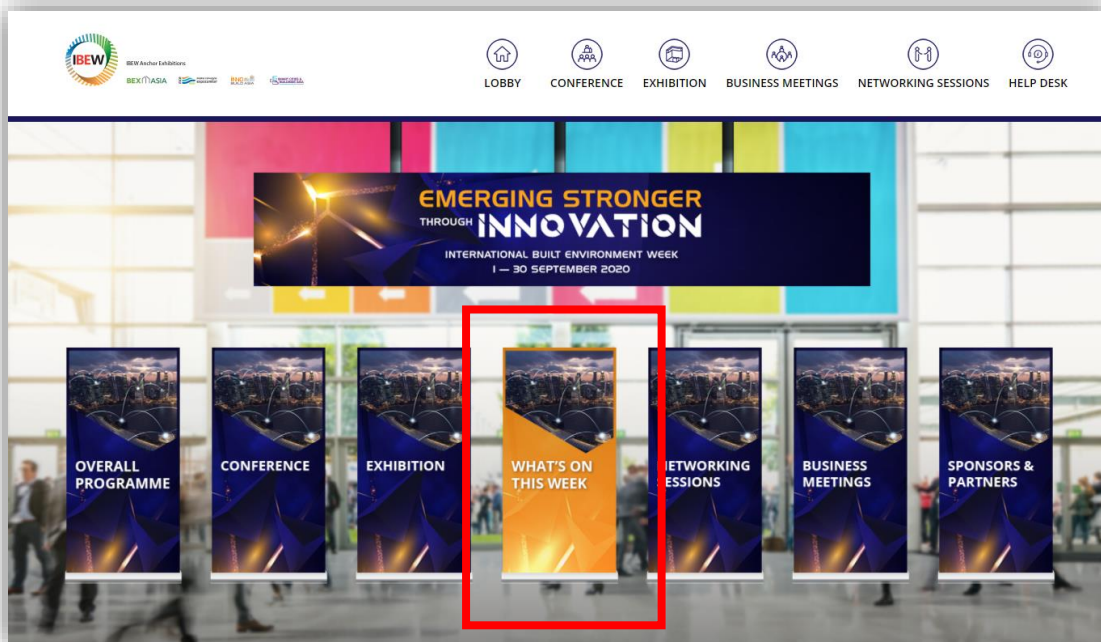 IBEW
IBEW Anchor Exhibitions
BEX ASIA
LOBBY
CONFERENCE
EXHIBITION
BUSINESS MEETINGS
NETWORKING SESSIONS
HELP DESK
EMERGING STRONGER
THROUGH INNOVATION
INTERNATIONAL BUILT ENVIRONMENT WEEK
1 — 30 SEPTEMBER 2020
OVERALL
PROGRAMME
CONFERENCE
EXHIBITION
WHAT'S ON
THIS WEEK
NETWORKING
SESSIONS
BUSINESS
MEETINGS
SPONSORS &
PARTNERS